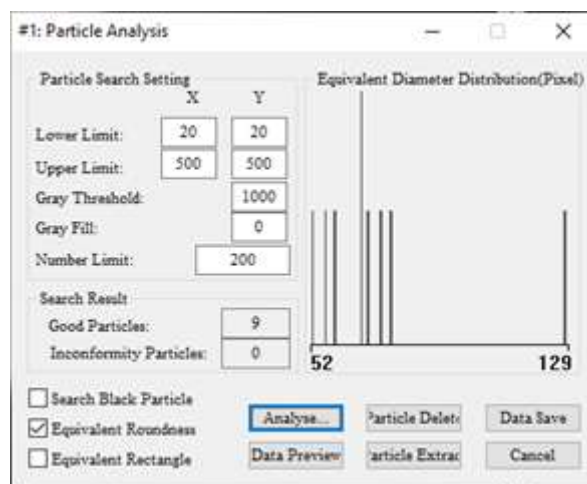 #1: Particle Analysis
Particle Search Setting
X Y
Lower Limit: 20 20
Upper Limit: 500 500
Gray Threshold: 1000
Gray Fill: 0
Number Limit: 200
Search Result
Good Particles: 9
Inconformity Particles: 0
Equivalent Diameter Distribution(Pixel)
52 129
Search Black Particle
Equivalent Roundness
Equivalent Rectangle
Analyse... Particle Delete Data Save
Data Preview Particle Extrac Cancel